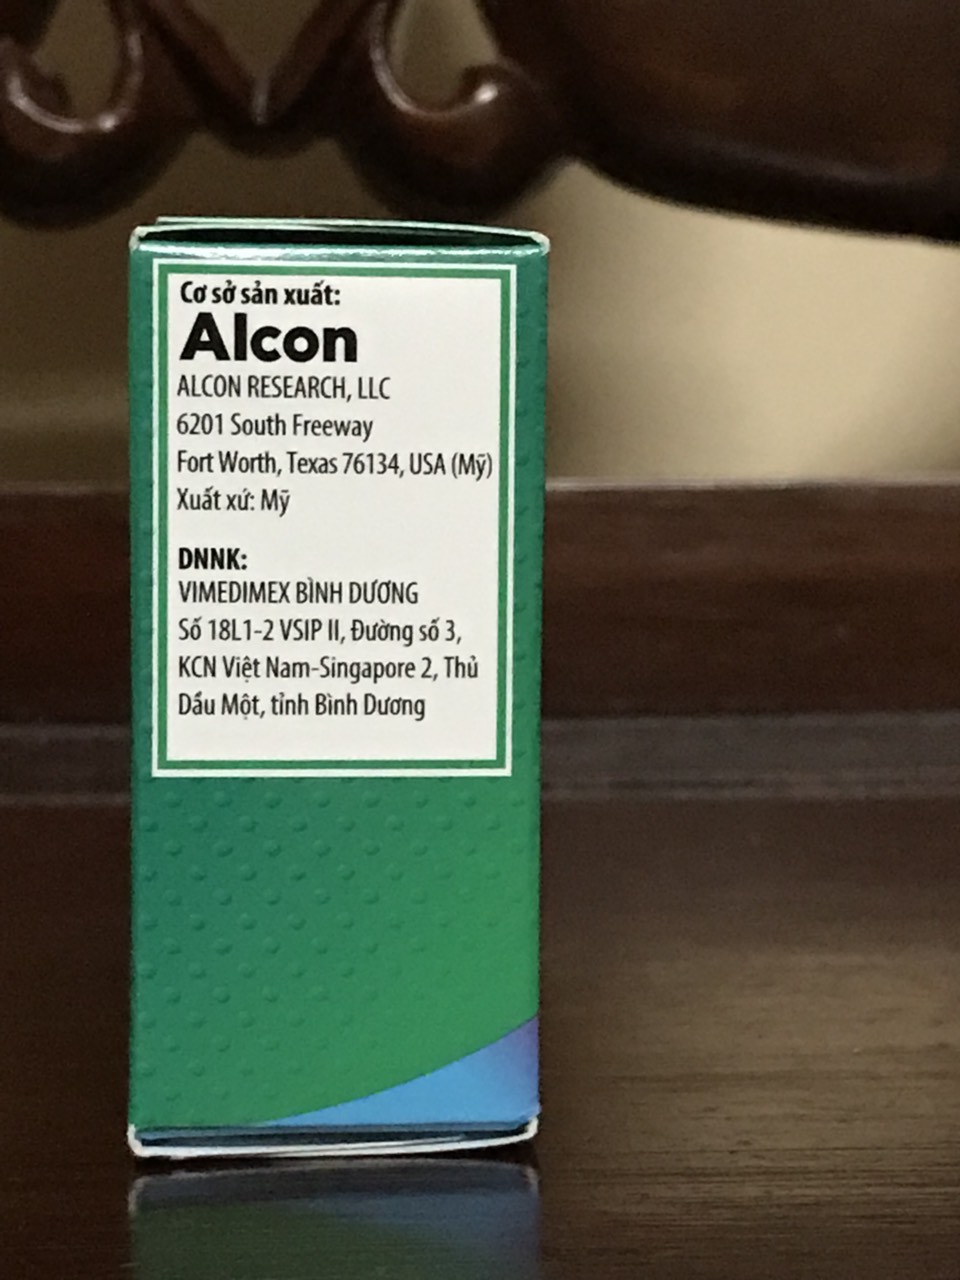 Cơ sở sản xuất:
Alcon
ALCON RESEARCH, LLC
6201 South Freeway
Fort Worth, Texas 76134, USA (Mỹ)
Xuất xứ: Mỹ
DNNK:
VIMEDIMEX BÌNH DƯƠNG
Số 18L1-2 VSIP II, Đường số 3,
KCN Việt Nam-Singapore 2, Thủ
Dầu Một, tỉnh Bình Dương